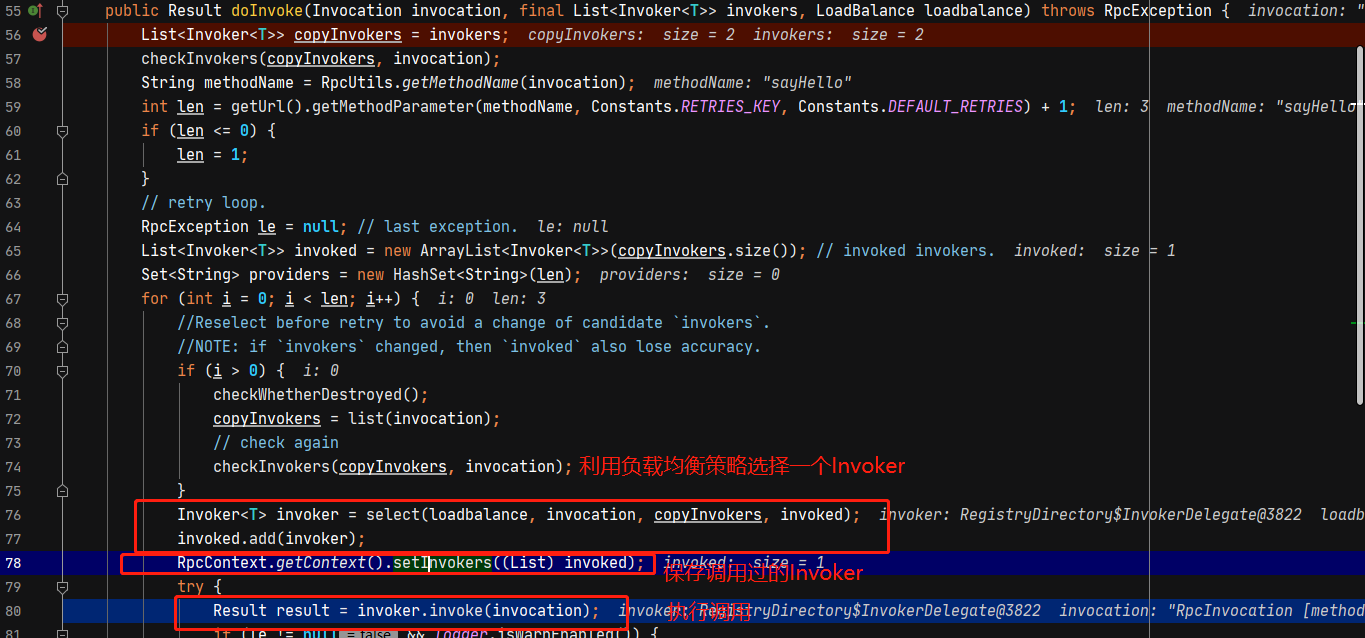 55 public Result doInvoke(Invocation invocation, final List<Invoker<T>> invokers, LoadBalance loadbalance) throws RpcException { invocation: "
56 List<Invoker<T>> copyInvokers = invokers; copyInvokers: size = 2 invokers: size = 2
57 checkInvokers(copyInvokers, invocation);
58 String methodName = RpcUtils.getMethodName(invocation); methodName: "sayHello"
59 int len = getUrl().getMethodParameter(methodName, Constants.RETRIES_KEY, Constants.DEFAULT_RETRIES) + 1; len: 3 methodName: "sayHello"
60 if (len <= 0) {
61 len = 1;
62 }
63 // retry loop.
64 RpcException le = null; // last exception. le: null
65 List<Invoker<T>> invoked = new ArrayList<Invoker<T>>(copyInvokers.size()); // invoked invokers. invoked: size = 1
66 Set<String> providers = new HashSet<String>(len); providers: size = 0
67 for (int i = 0; i < len; i++) { i: 0 len: 3
68 //Reselect before retry to avoid a change of candidate `invokers`.
69 //NOTE: if `invokers` changed, then `invoked` also lose accuracy.
70 if (i > 0) { i: 0
71 checkWhetherDestroyed();
72 copyInvokers = list(invocation);
73 // check again
74 checkInvokers(copyInvokers, invocation); 利用负载均衡策略选择一个Invoker
75 }
76 Invoker<T> invoker = select(loadbalance, invocation, copyInvokers, invoked); invoker: RegistryDirectory$InvokerDelegate@3822 loadb
77 invoked.add(invoker);
78 RpcContext.getContext().setInvokers((List) invoked); invoked: size = 1
保存调用过的Invoker
79 try {
80 Result result = invoker.invoke(invocation); invoker: RegistryDirectory$InvokerDelegate@3822 invocation: "RpcInvocation [method
执行调用
81 if (le != null = false && logger.isWarnEnabled()) {